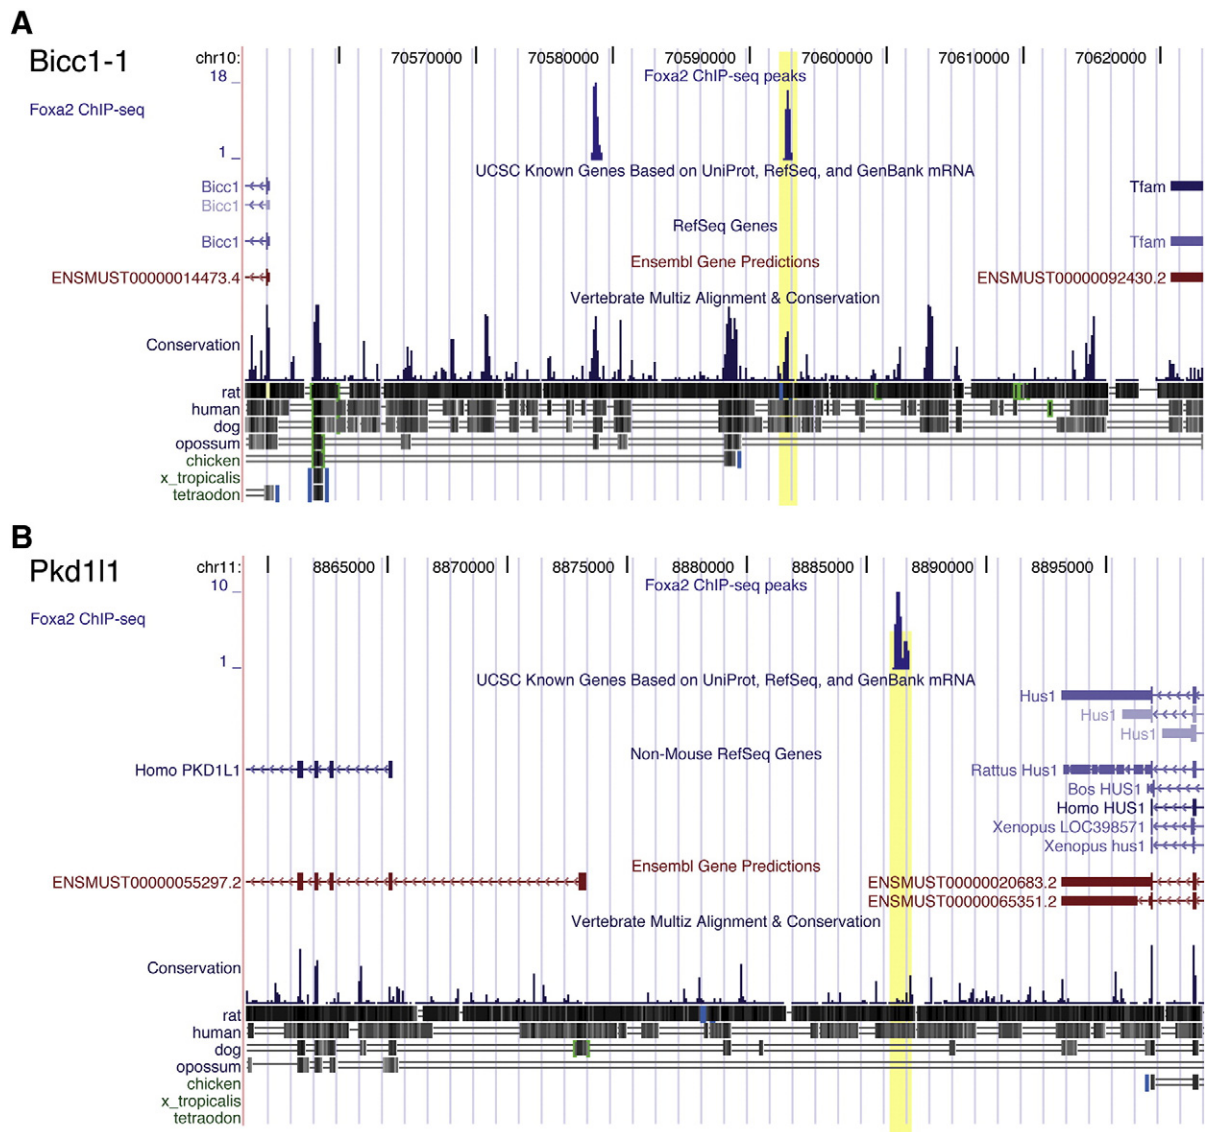 A
Bicc1-1
chr10: 70570000 70580000 70590000 70600000 70610000 70620000
18 Foxa2 ChIP-seq peaks
Foxa2 ChIP-seq
1
UCSC Known Genes Based on UniProt, RefSeq, and GenBank mRNA
Bicc1 Tfam
Bicc1
RefSeq Genes
Bicc1 Tfam
Ensembl Gene Predictions
ENSMUST00000014473.4 ENSMUST00000092430.2
Vertebrate Multiz Alignment & Conservation
Conservation
rat
human
dog
opossum
chicken
x_tropicalis
tetraodon
B
Pkd1l1
chr11: 8865000 8870000 8875000 8880000 8885000 8890000 8895000
10 Foxa2 ChIP-seq peaks
Foxa2 ChIP-seq
1
UCSC Known Genes Based on UniProt, RefSeq, and GenBank mRNA
Hus1
Hus1
Hus1
Non-Mouse RefSeq Genes
Homo PKD1L1 Rattus Hus1
Bos HUS1
Homo HUS1
Xenopus LOC398571
Xenopus hus1
Ensembl Gene Predictions
ENSMUST00000055297.2 ENSMUST00000020683.2
ENSMUST00000065351.2
Vertebrate Multiz Alignment & Conservation
Conservation
rat
human
dog
opossum
chicken
x_tropicalis
tetraodon